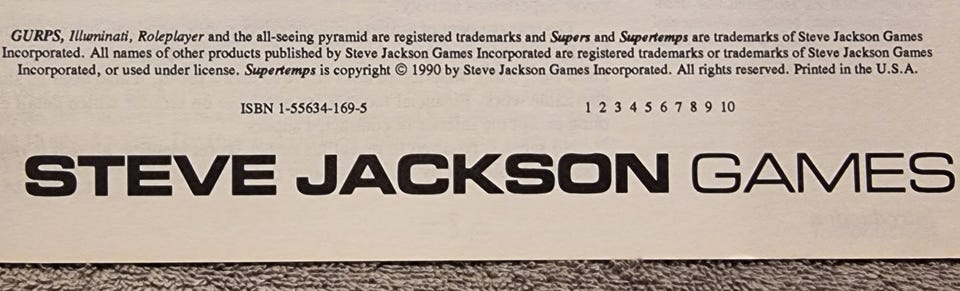 GURPS, Illuminati, Roleplayer and the all-seeing pyramid are registered trademarks and Supers and Supertemps are trademarks of Steve Jackson Games
Incorporated. All names of other products published by Steve Jackson Games Incorporated are registered trademarks or trademarks of Steve Jackson Games
Incorporated, or used under license. Supertemps is copyright © 1990 by Steve Jackson Games Incorporated. All rights reserved. Printed in the U.S.A.
ISBN 1-55634-169-5 1 2 3 4 5 6 7 8 9 10
STEVE JACKSON GAMES